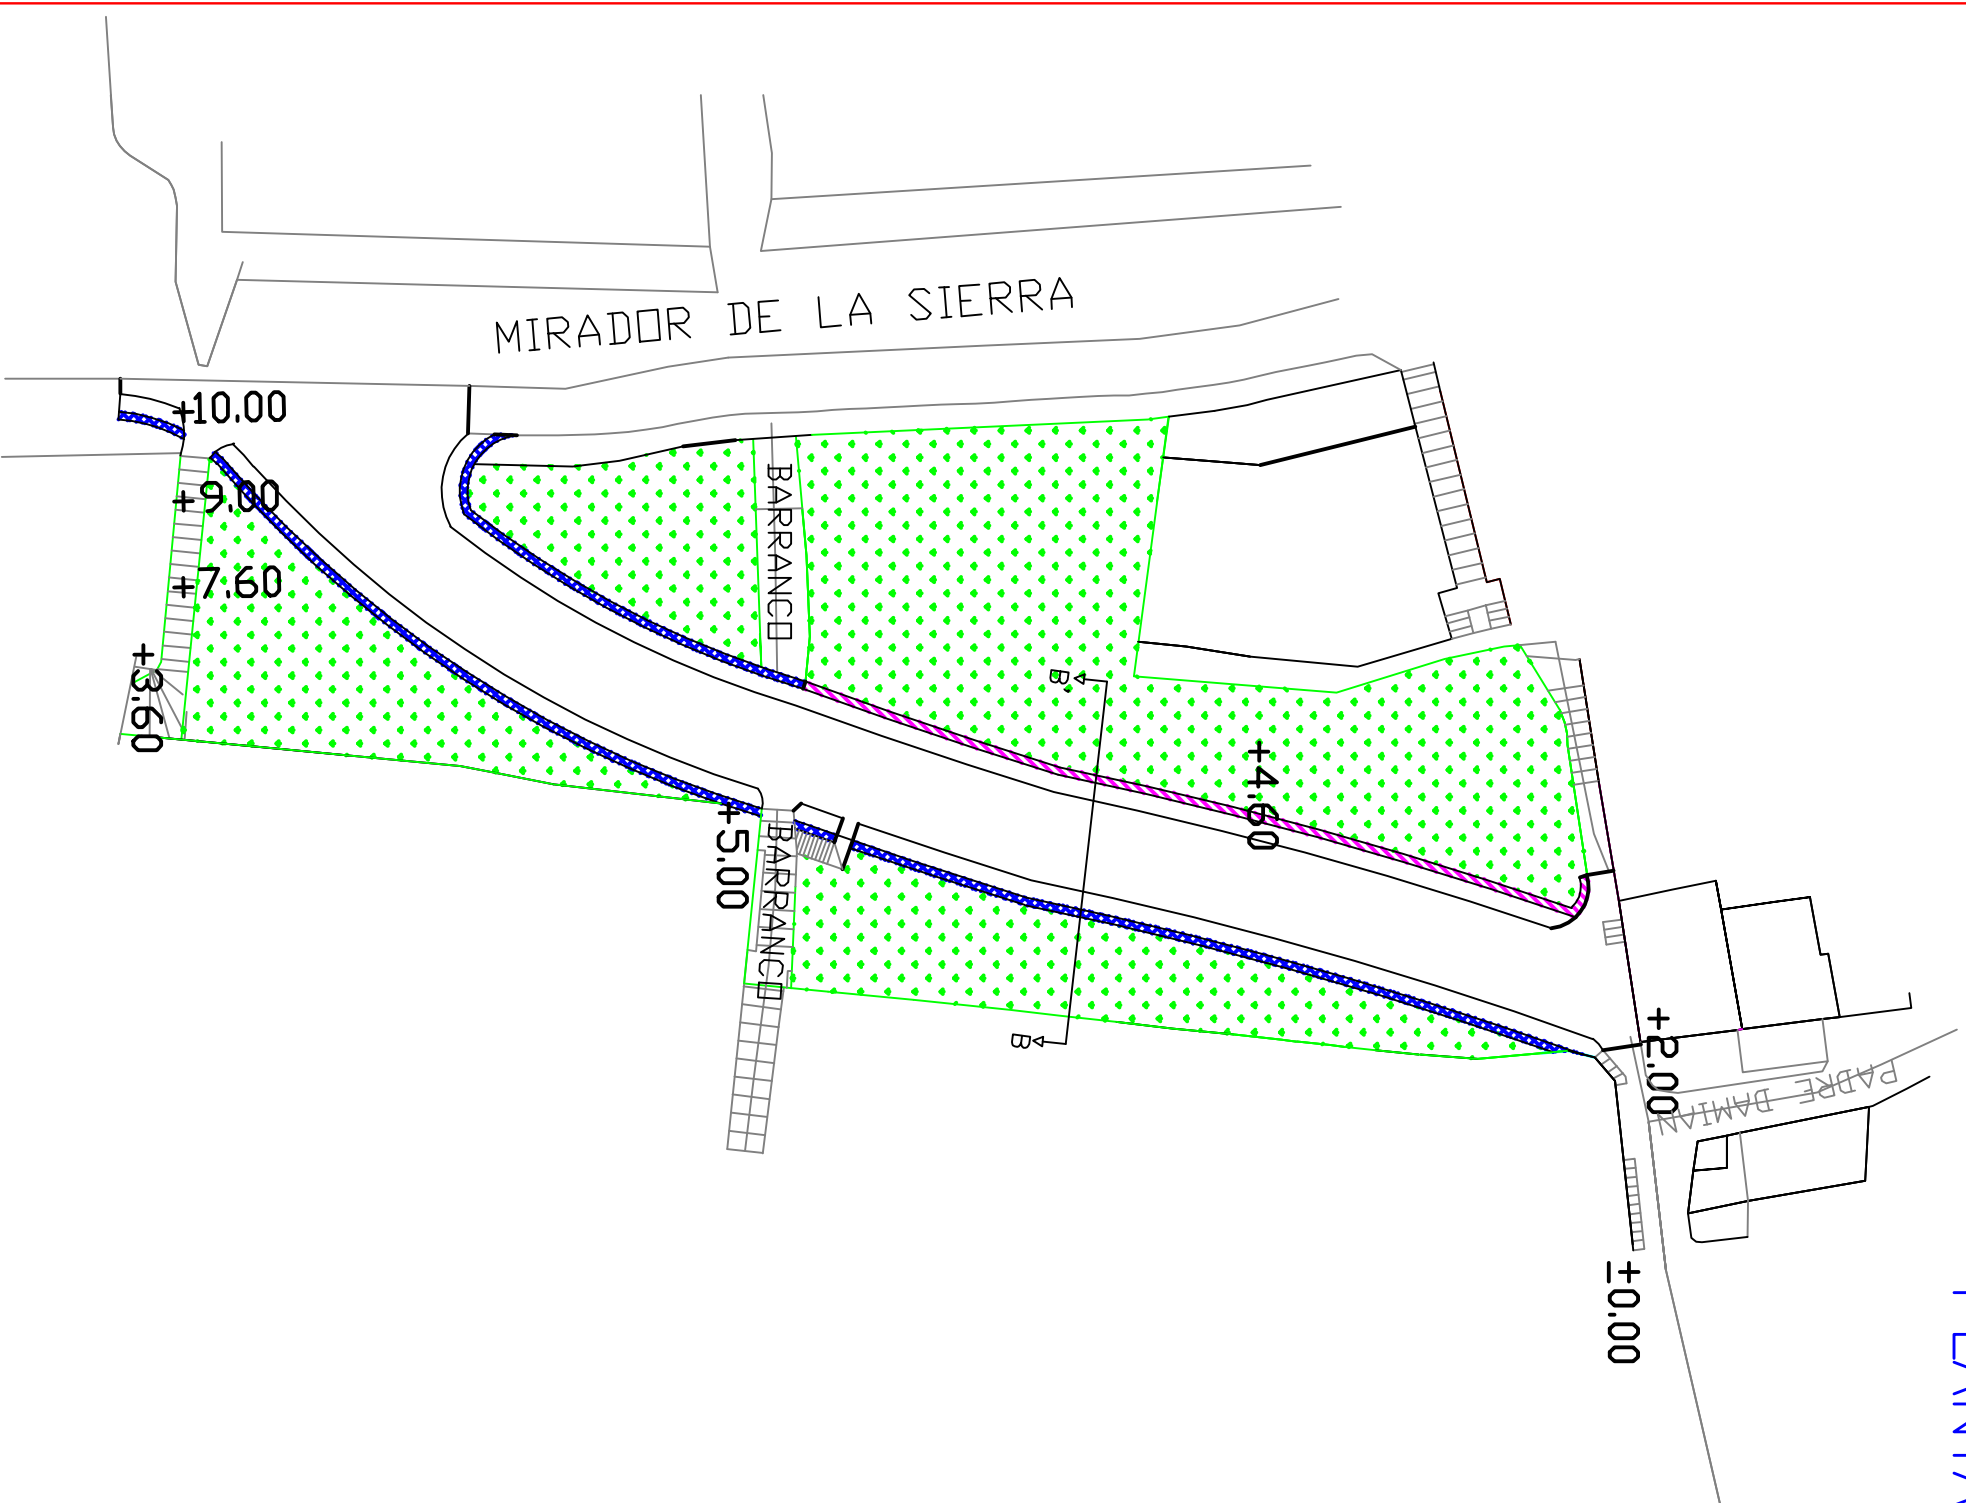 MIRADOR DE LA SIERRA
+10.00
+9.00
+7.60
+3.60
BARRANCO
B'
+4.60
+5.00
BARRANCO
B
+2.00
PADRE DAMIAN
±0.00
PLANTA